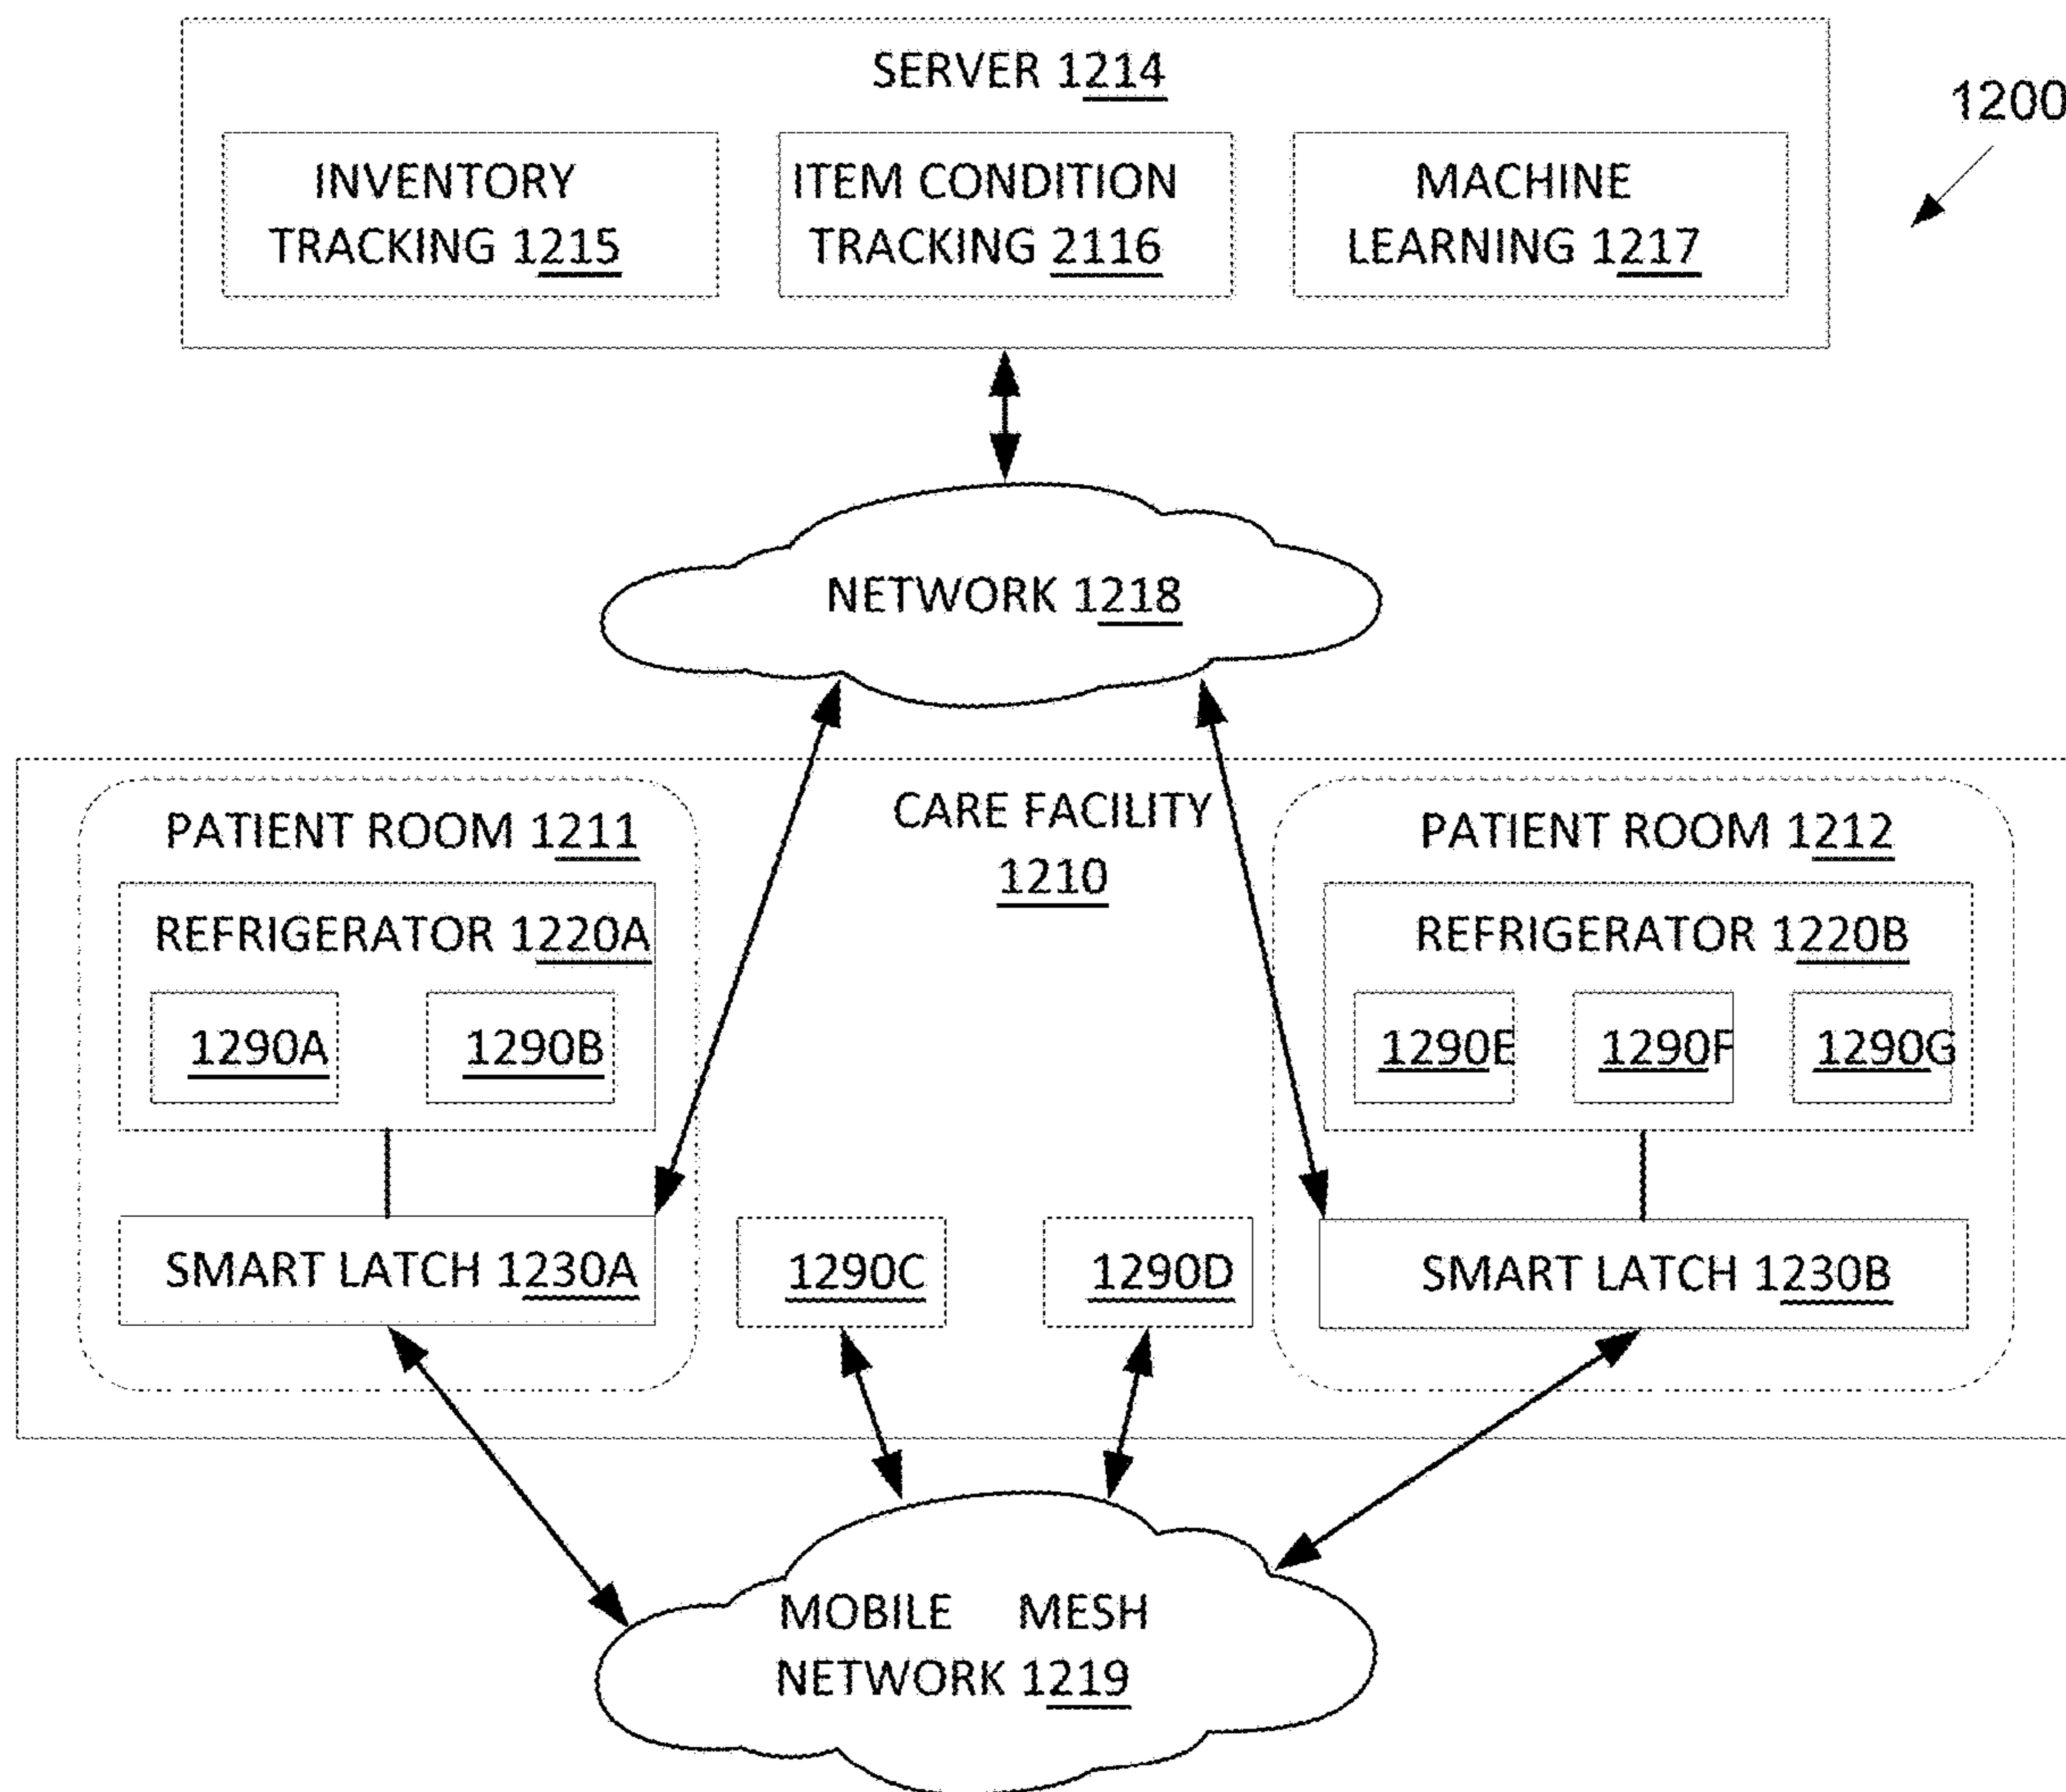 SERVER 1214
1200
INVENTORY
TRACKING 1215
ITEM CONDITION
TRACKING 2116
MACHINE
LEARNING 1217
NETWORK 1218
CARE FACILITY
1210
PATIENT ROOM 1211
REFRIGERATOR 1220A
1290A
1290B
SMART LATCH 1230A
1290C
1290D
PATIENT ROOM 1212
REFRIGERATOR 1220B
1290E
1290F
1290G
SMART LATCH 1230B
MOBILE MESH
NETWORK 1219